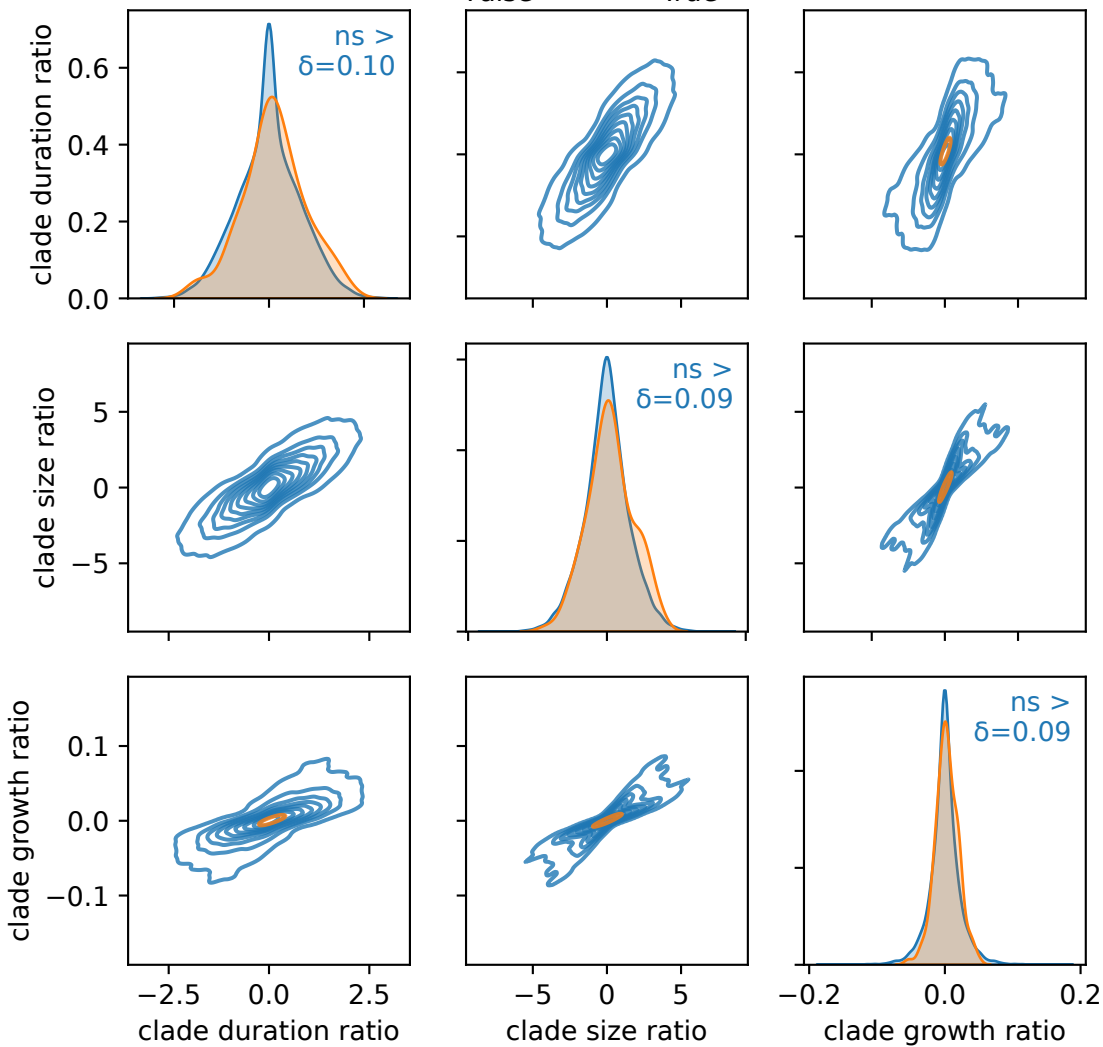 clade duration ratio
0.6
0.4
0.2
0.0
ns >
δ=0.10
clade size ratio
5
0
−5
ns >
δ=0.09
clade growth ratio
0.1
0.0
−0.1
ns >
δ=0.09
−2.5 0.0 2.5
−5 0 5
−0.2 0.0 0.2
clade duration ratio
clade size ratio
clade growth ratio